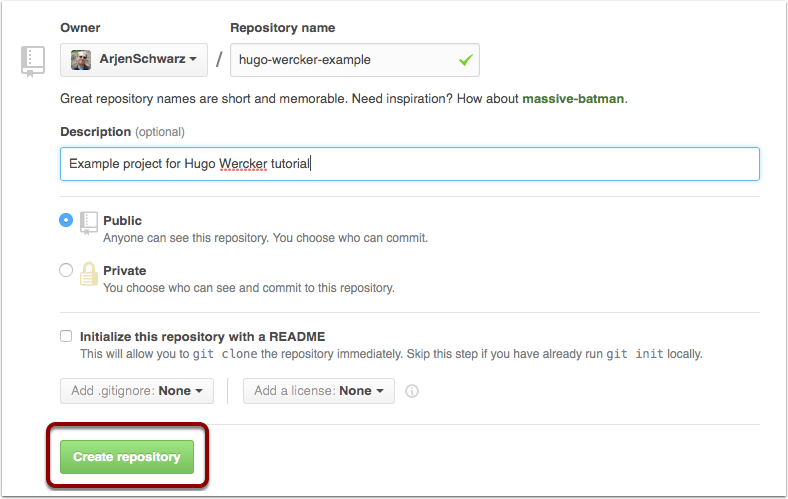 Owner Repository name
ArjenSchwarz / hugo-wercker-example
Great repository names are short and memorable. Need inspiration? How about massive-batman.
Description (optional)
Example project for Hugo Wercker tutorial
Public
Anyone can see this repository. You choose who can commit.
Private
You choose who can see and commit to this repository.
Initialize this repository with a README
This will allow you to git clone the repository immediately. Skip this step if you have already run git init locally.
Add .gitignore: None Add a license: None
Create repository